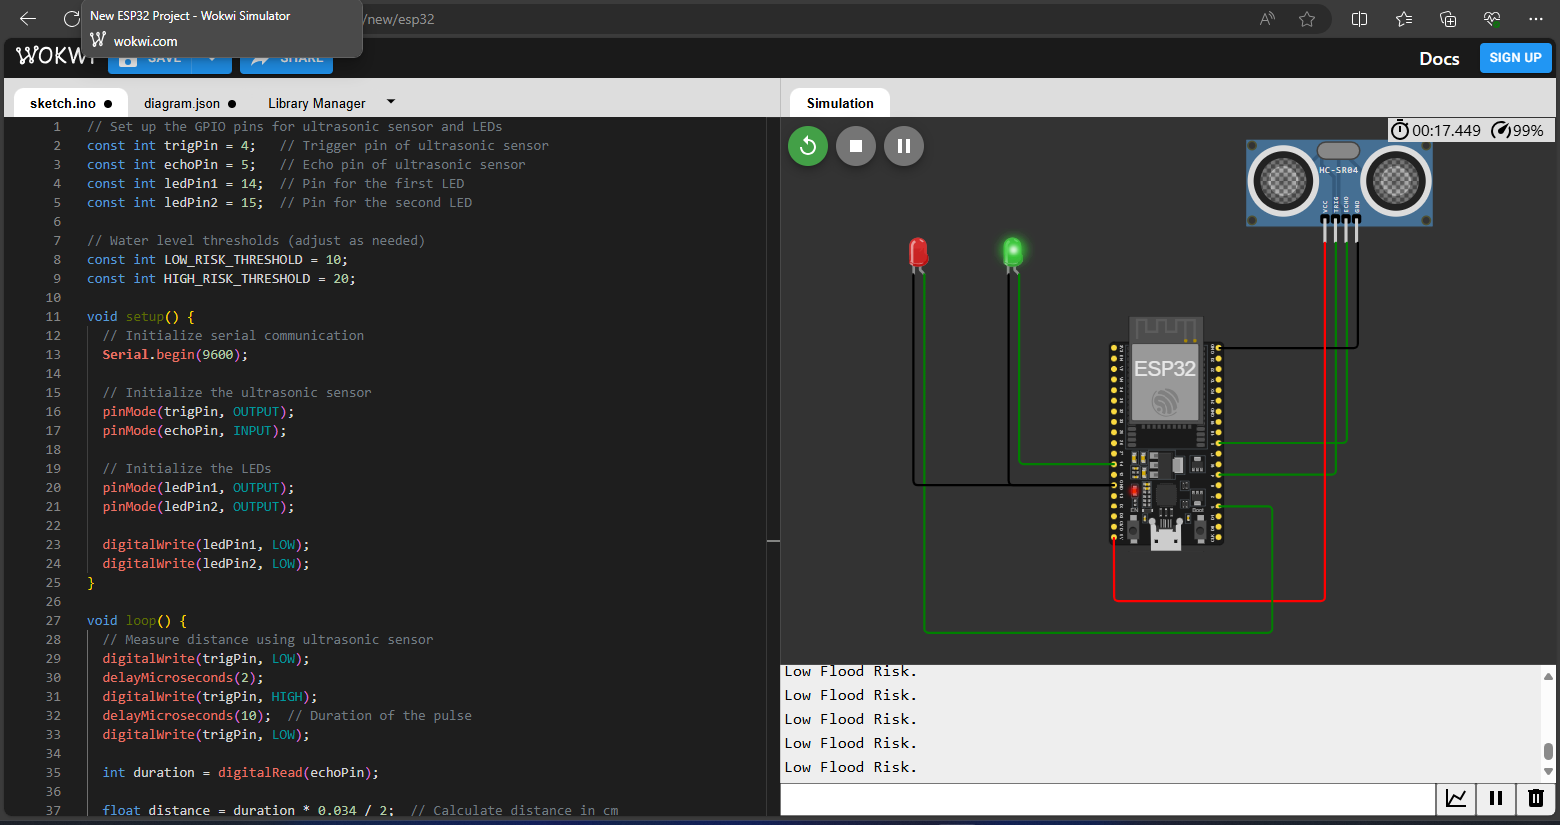 New ESP32 Project - Wokwi Simulator
wokwi.com
/new/esp32
WOKWI
SAVE
SHARE
Docs
SIGN UP
sketch.ino ●
diagram.json ●
Library Manager
Simulation
1 // Set up the GPIO pins for ultrasonic sensor and LEDs
2 const int trigPin = 4;   // Trigger pin of ultrasonic sensor
3 const int echoPin = 5;   // Echo pin of ultrasonic sensor
4 const int ledPin1 = 14;  // Pin for the first LED
5 const int ledPin2 = 15;  // Pin for the second LED
6
7 // Water level thresholds (adjust as needed)
8 const int LOW_RISK_THRESHOLD = 10;
9 const int HIGH_RISK_THRESHOLD = 20;
10
11 void setup() {
12   // Initialize serial communication
13   Serial.begin(9600);
14
15   // Initialize the ultrasonic sensor
16   pinMode(trigPin, OUTPUT);
17   pinMode(echoPin, INPUT);
18
19   // Initialize the LEDs
20   pinMode(ledPin1, OUTPUT);
21   pinMode(ledPin2, OUTPUT);
22
23   digitalWrite(ledPin1, LOW);
24   digitalWrite(ledPin2, LOW);
25 }
26
27 void loop() {
28   // Measure distance using ultrasonic sensor
29   digitalWrite(trigPin, LOW);
30   delayMicroseconds(2);
31   digitalWrite(trigPin, HIGH);
32   delayMicroseconds(10);  // Duration of the pulse
33   digitalWrite(trigPin, LOW);
34
35   int duration = digitalRead(echoPin);
36
37   float distance = duration * 0.034 / 2;  // Calculate distance in cm
00:17.449 99%
HC-SR04
VCC
TRIG
ECHO
GND
ESP32
EN
Boot
Low Flood Risk.
Low Flood Risk.
Low Flood Risk.
Low Flood Risk.
Low Flood Risk.